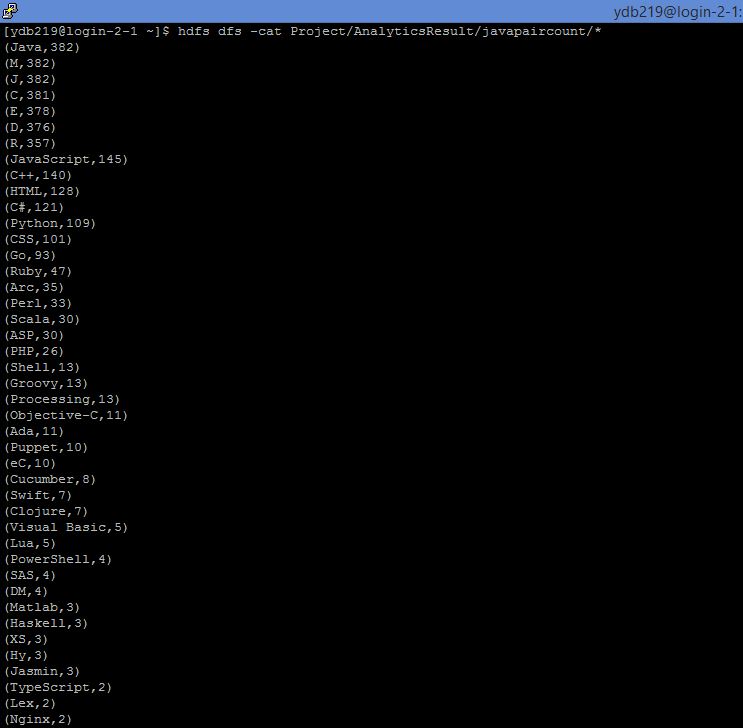 ydb219@login-2-1:
[ydb219@login-2-1 ~]$ hdfs dfs -cat Project/AnalyticsResult/javapaircount/*
(Java,382)
(M,382)
(J,382)
(C,381)
(E,378)
(D,376)
(R,357)
(JavaScript,145)
(C++,140)
(HTML,128)
(C#,121)
(Python,109)
(CSS,101)
(Go,93)
(Ruby,47)
(Arc,35)
(Perl,33)
(Scala,30)
(ASP,30)
(PHP,26)
(Shell,13)
(Groovy,13)
(Processing,13)
(Objective-C,11)
(Ada,11)
(Puppet,10)
(eC,10)
(Cucumber,8)
(Swift,7)
(Clojure,7)
(Visual Basic,5)
(Lua,5)
(PowerShell,4)
(SAS,4)
(DM,4)
(Matlab,3)
(Haskell,3)
(XS,3)
(Hy,3)
(Jasmin,3)
(TypeScript,2)
(Lex,2)
(Nginx,2)